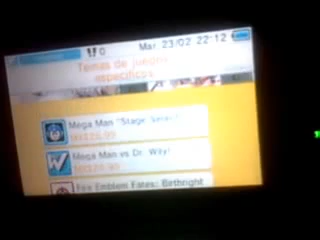 0 Mar. 23/02 22:12
Temas de juegos
específicos
Mega Man "Stage Select"
Mega Man vs Dr. Wily!
Fire Emblem Fates: Birthright